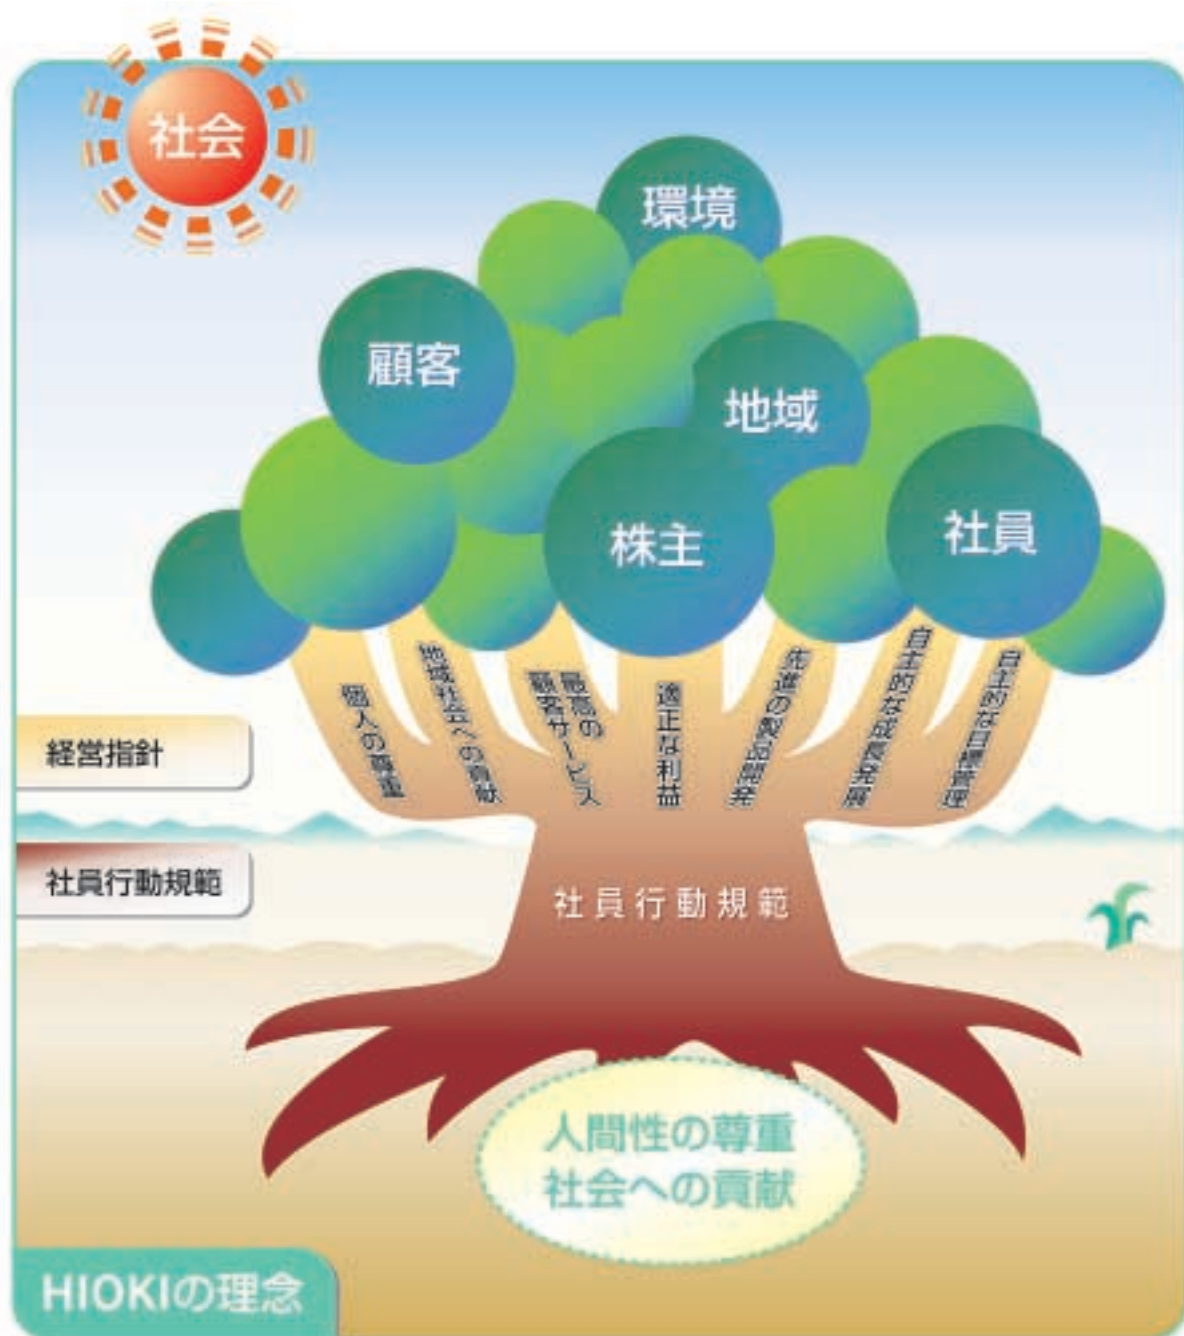 社会
環境
顧客
地域
株主
社員
個人の尊重
地域社会への貢献
最高の
顧客サービス
適正な利益
先進の製品開発
自主的な成長発展
自主的な目標管理
経営指針
社員行動規範
社員行動規範
人間性の尊重
社会への貢献
HIOKIの理念